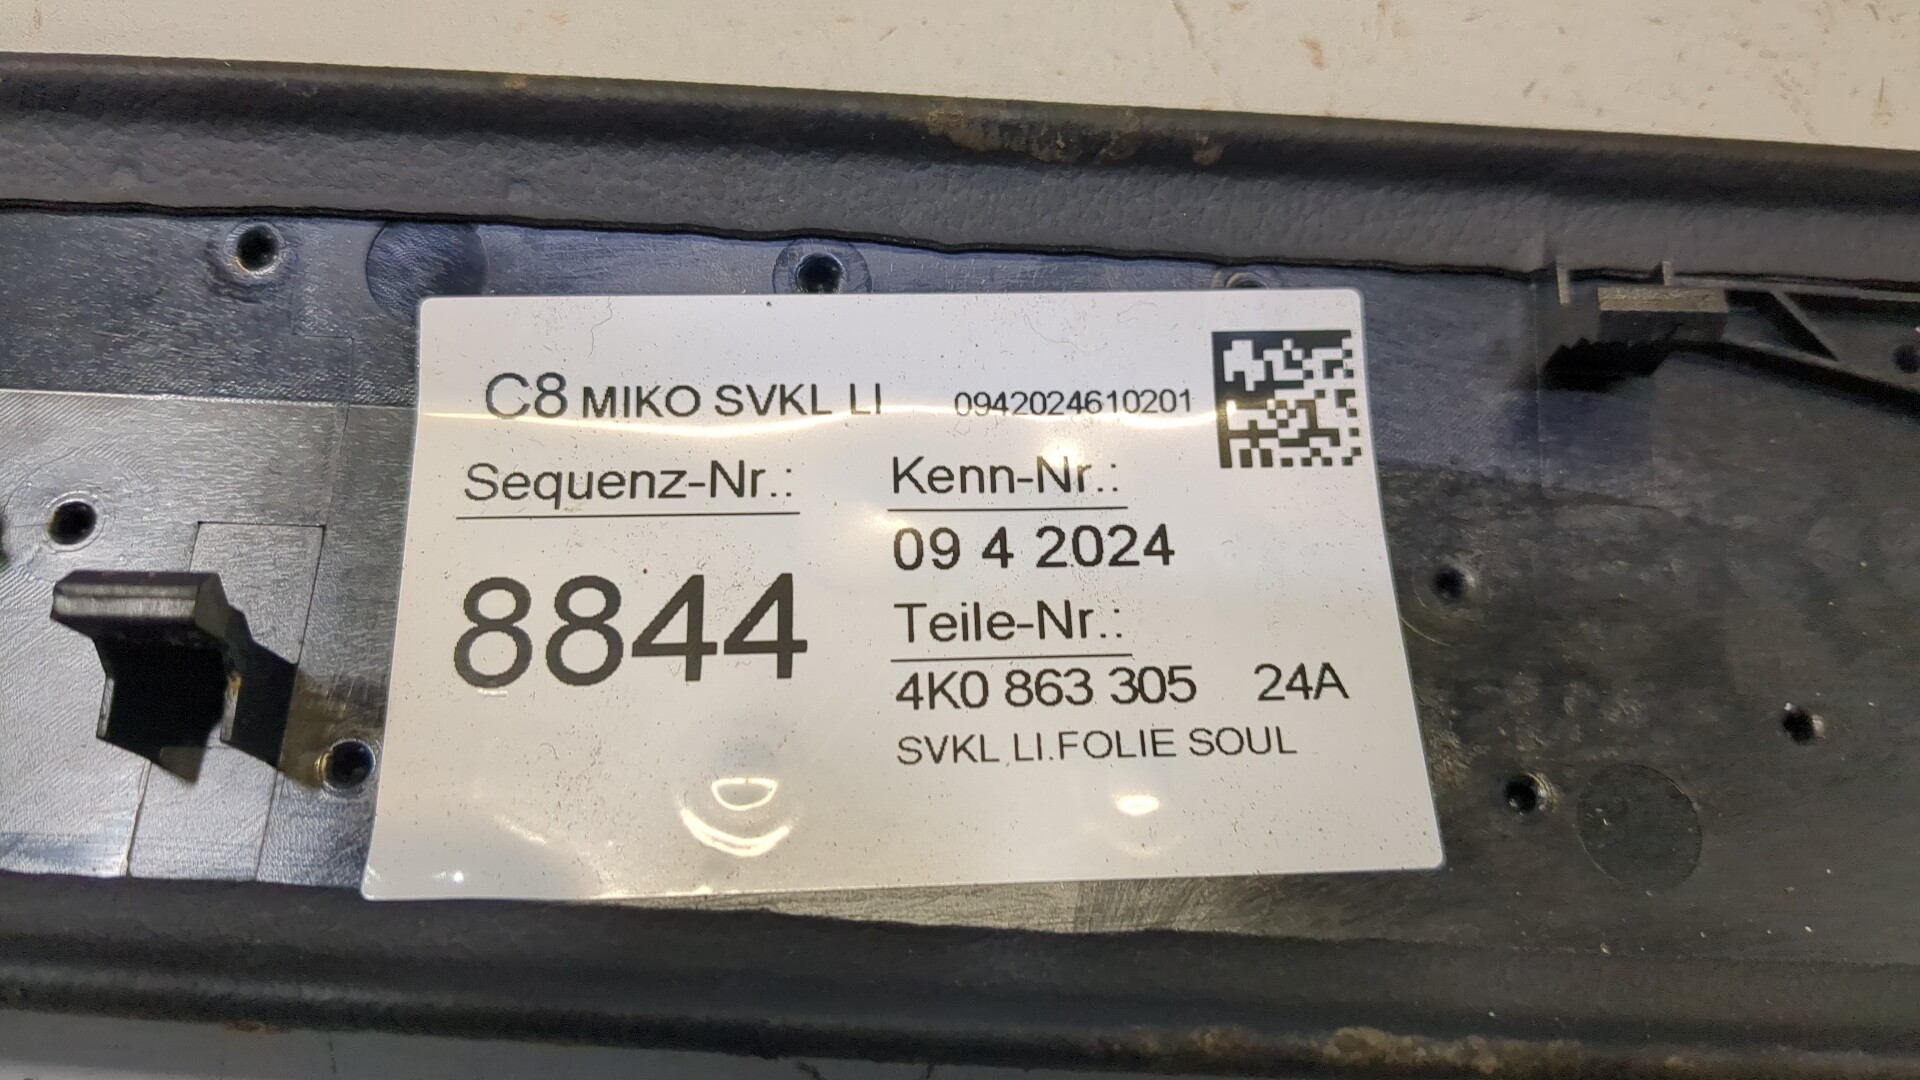 C8 MIKO SVKL LI 0942024610201
Sequenz-Nr.: Kenn-Nr.:
09 4 2024
8844
Teile-Nr.:
4K0 863 305 24A
SVKL LI.FOLIE SOUL